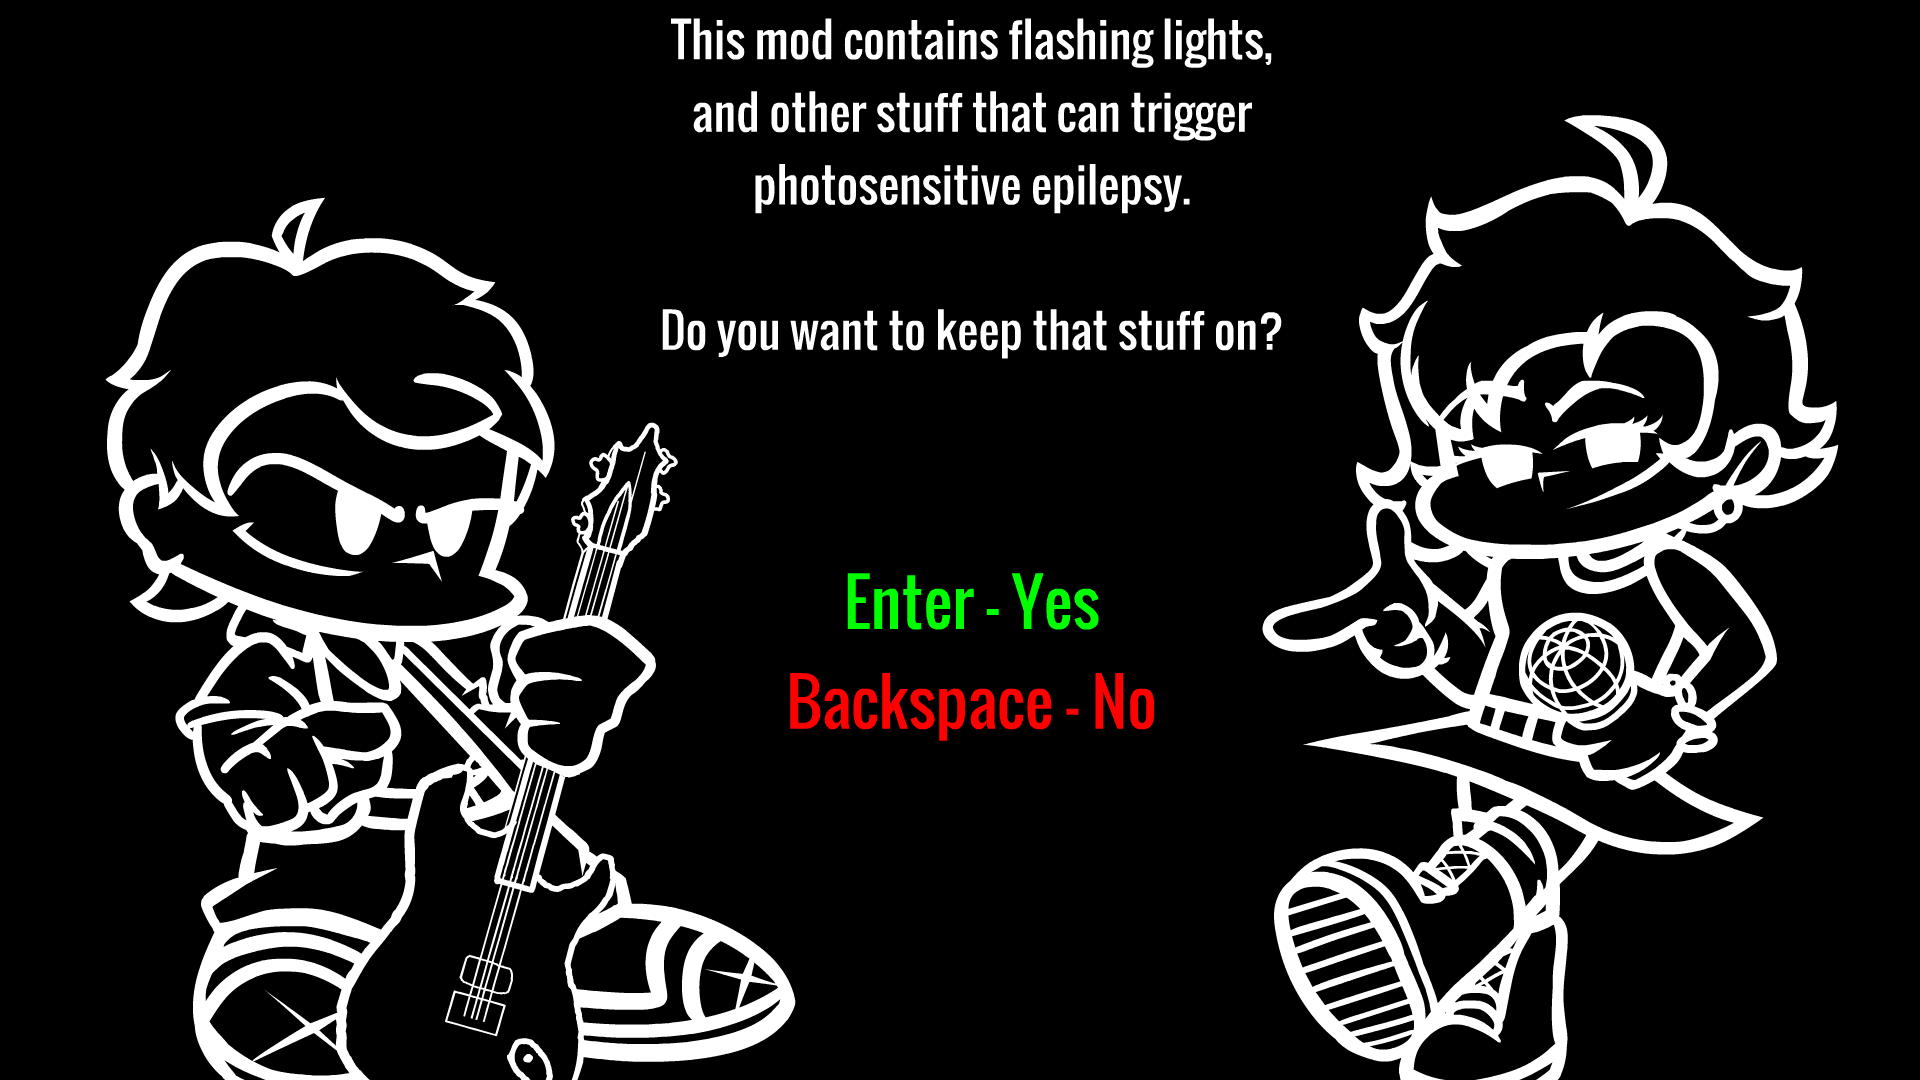 This mod contains flashing lights,
and other stuff that can trigger
photosensitive epilepsy.
Do you want to keep that stuff on?
Enter - Yes
Backspace - No